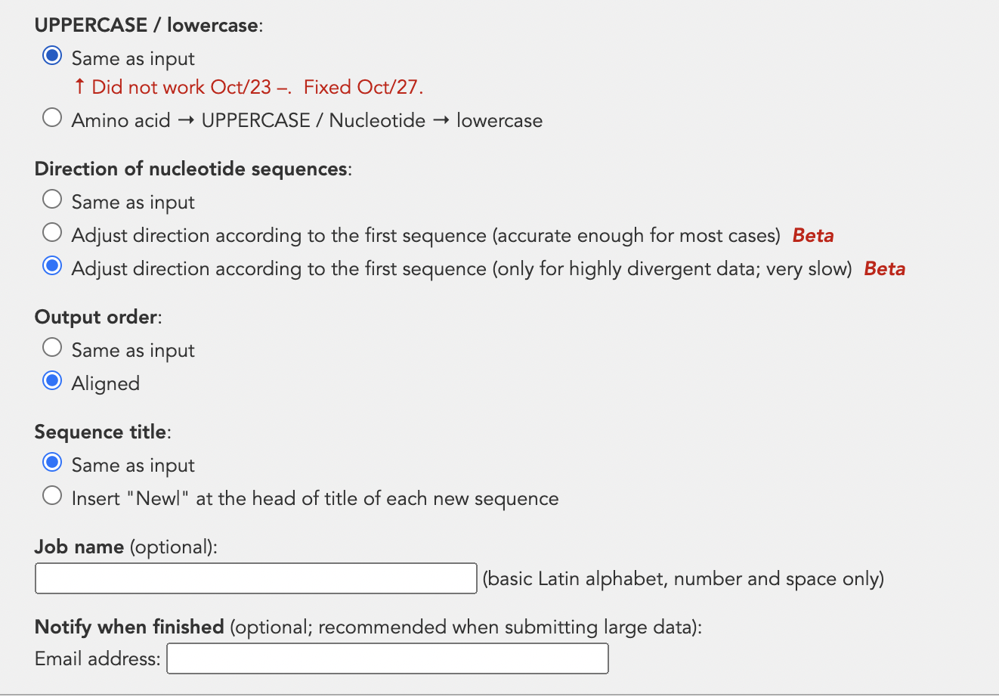 UPPERCASE / lowercase:
Same as input
↑ Did not work Oct/23 –. Fixed Oct/27.
Amino acid → UPPERCASE / Nucleotide → lowercase
Direction of nucleotide sequences:
Same as input
Adjust direction according to the first sequence (accurate enough for most cases) Beta
Adjust direction according to the first sequence (only for highly divergent data; very slow) Beta
Output order:
Same as input
Aligned
Sequence title:
Same as input
Insert "New|" at the head of title of each new sequence
Job name (optional):
(basic Latin alphabet, number and space only)
Notify when finished (optional; recommended when submitting large data):
Email address: